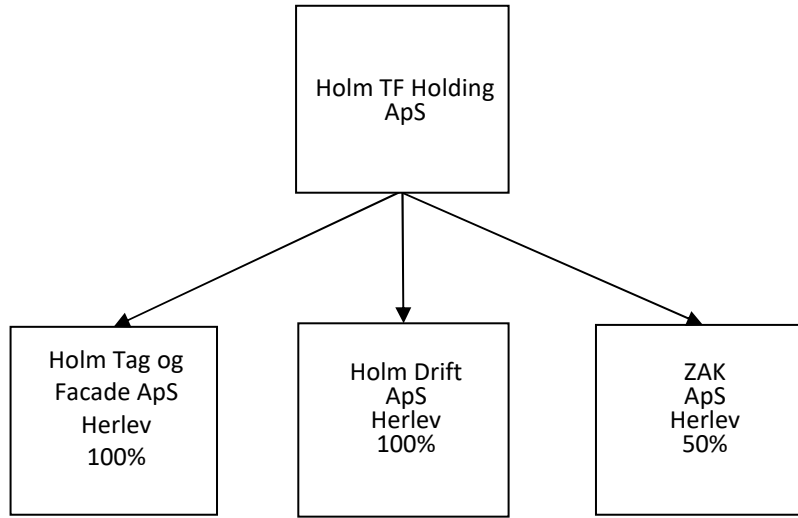 Holm TF Holding
ApS
Holm Tag og
Facade ApS
Herlev
100%
Holm Drift
ApS
Herlev
100%
ZAK
ApS
Herlev
50%